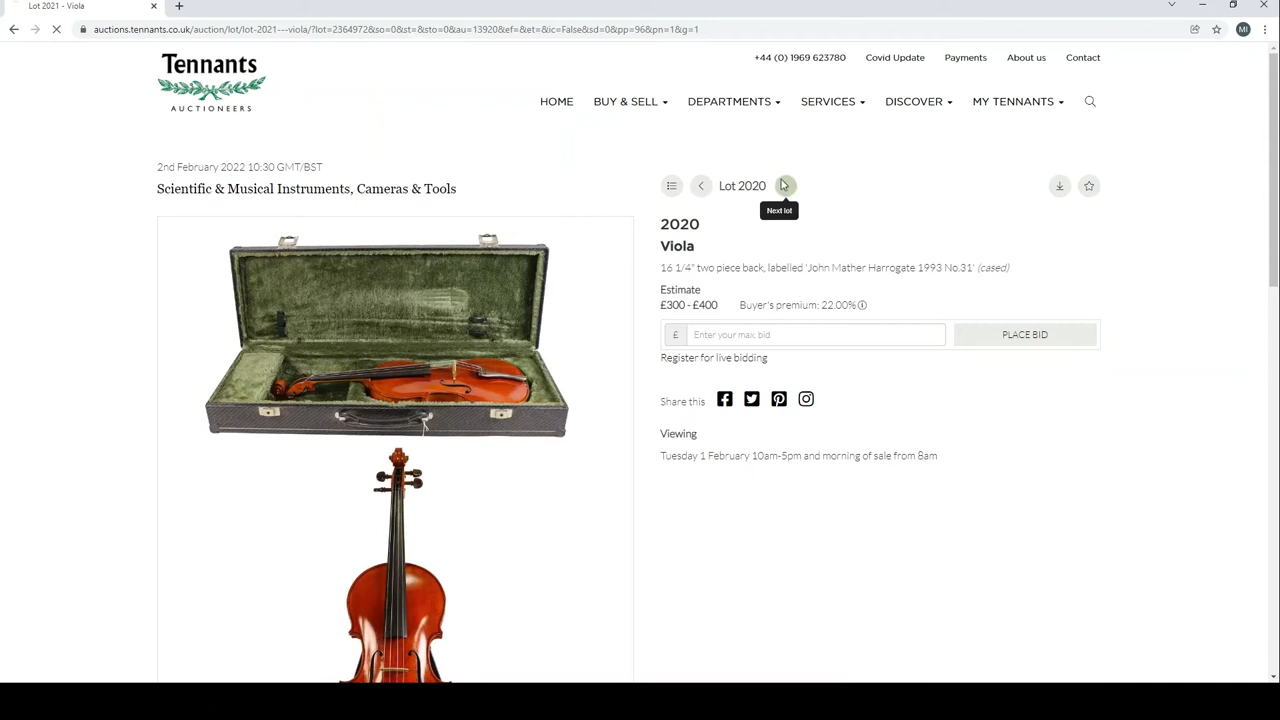 Lot 2021 - Viola
auctions.tennants.co.uk/auction/lot/lot-2021---viola/?lot=2364972&so=0&st=&sto=0&au=13920&ef=&et=&ic=False&sd=0&pp=96&pn=1&g=1
MI
Tennants
AUCTIONEERS
+44 (0) 1969 623780 Covid Update Payments About us Contact
HOME BUY & SELL DEPARTMENTS SERVICES DISCOVER MY TENNANTS
2nd February 2022 10:30 GMT/BST
Scientific & Musical Instruments, Cameras & Tools
Lot 2020
Next lot
2020
Viola
16 1/4" two piece back, labelled 'John Mather Harrogate 1993 No.31' (cased)
Estimate
£300 - £400 Buyer's premium: 22.00%
£ Enter your max. bid PLACE BID
Register for live bidding
Share this
Viewing
Tuesday 1 February 10am-5pm and morning of sale from 8am